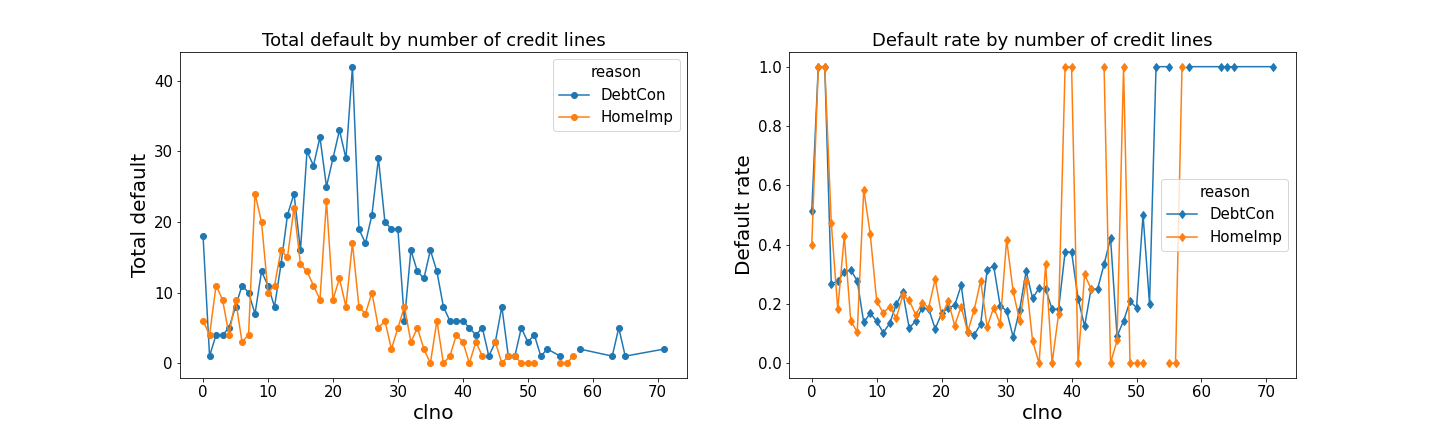 Total default by number of credit lines
Total default
40
30
20
10
0
0 10 20 30 40 50 60 70
clno
reason
DebtCon
HomeImp
Default rate by number of credit lines
Default rate
1.0
0.8
0.6
0.4
0.2
0.0
0 10 20 30 40 50 60 70
clno
reason
DebtCon
HomeImp